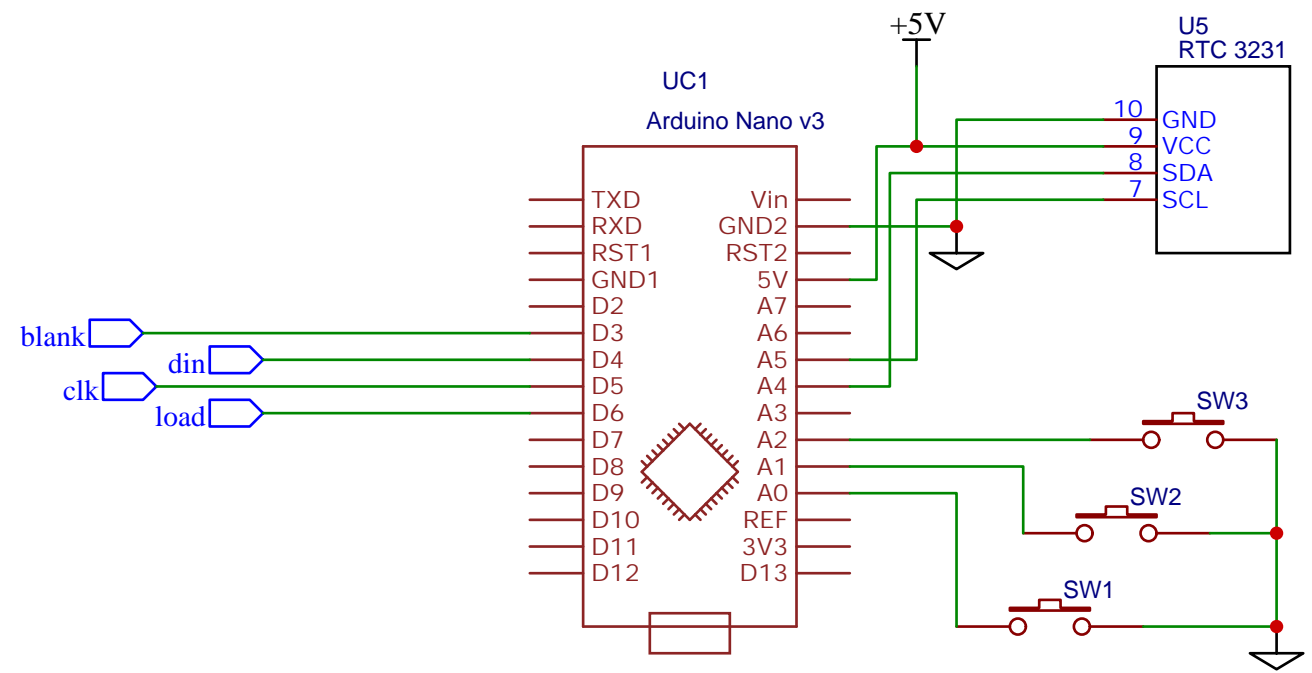 +5V
U5
RTC 3231
UC1
Arduino Nano v3
10 GND
9 VCC
8 SDA
7 SCL
TXD Vin
RXD GND2
RST1 RST2
GND1 5V
D2 A7
blank D3 A6
din D4 A5
clk D5 A4
load D6 A3
SW3
D7 A2
D8 A1
D9 A0
SW2
D10 REF
D11 3V3
D12 D13
SW1